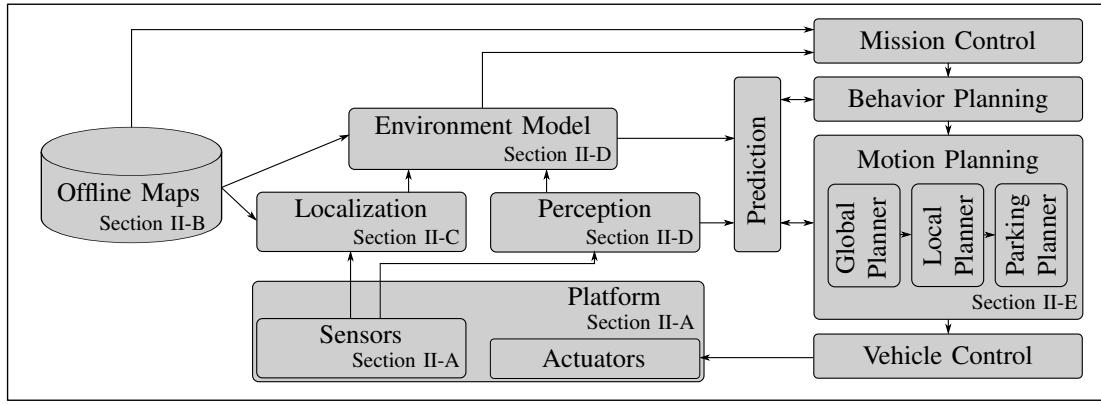 Mission Control
Behavior Planning
Environment Model
Section II-D
Prediction
Motion Planning
Offline Maps
Section II-B
Localization
Section II-C
Perception
Section II-D
Global
Planner
Local
Planner
Parking
Planner
Section II-E
Platform
Section II-A
Sensors
Section II-A
Actuators
Vehicle Control